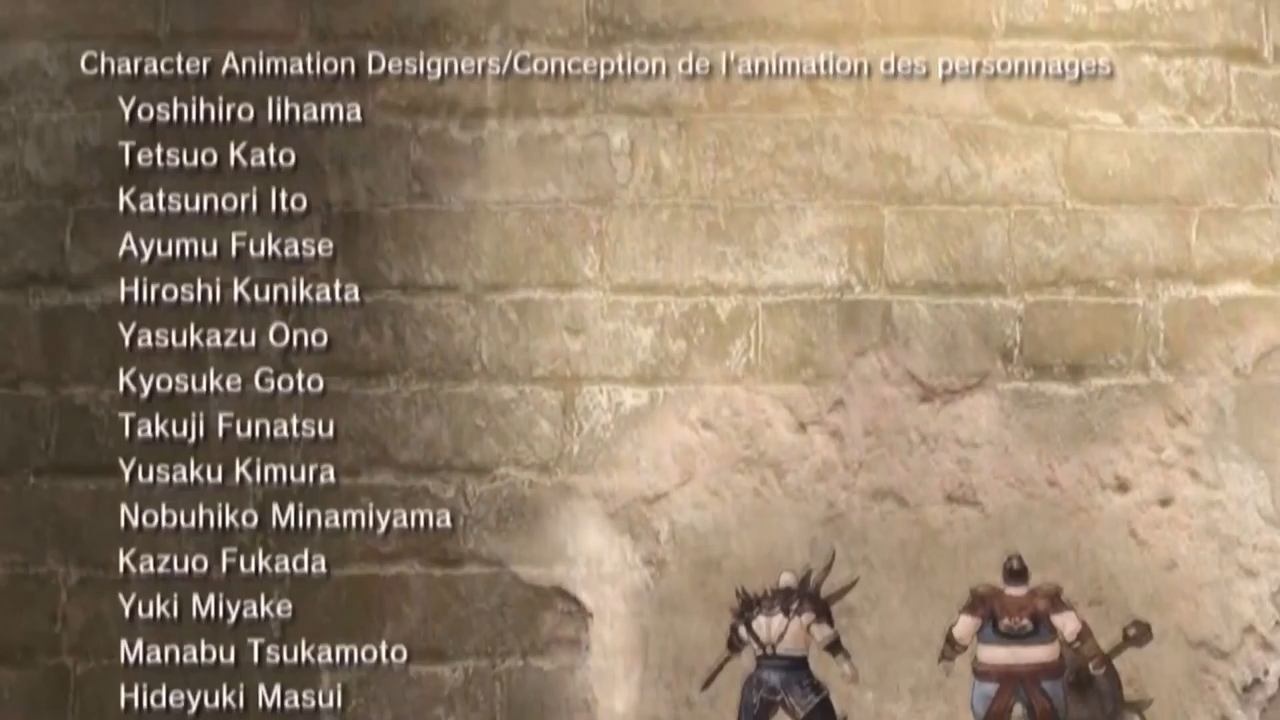 Character Animation Designers/Conception de l'animation des personnages
Yoshihiro Iihama
Tetsuo Kato
Katsunori Ito
Ayumu Fukase
Hiroshi Kunikata
Yasukazu Ono
Kyosuke Goto
Takuji Funatsu
Yusaku Kimura
Nobuhiko Minamiyama
Kazuo Fukada
Yuki Miyake
Manabu Tsukamoto
Hideyuki Masui